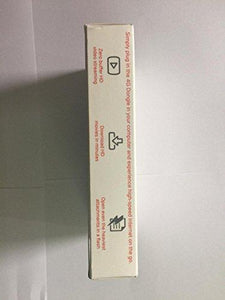 Simply plug in the 4G Dongle in your computer and experience high-speed internet on the go.
Zero buffer HD
video streaming
Download HD
movies in minutes
Open even the heaviest
attachments in a flash